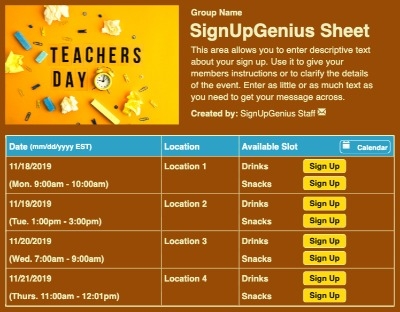 TEACHERS
DAY
Group Name
SignUpGenius Sheet
This area allows you to enter descriptive text
about your sign up. Use it to give your
members instructions or to clarify the details
of the event. Enter as little or as much text as
you need to get your message across.
Created by: SignUpGenius Staff
Date (mm/dd/yyyy EST) Location Available Slot Calendar
11/18/2019 Location 1 Drinks Sign Up
(Mon. 9:00am - 10:00am) Snacks Sign Up
11/19/2019 Location 2 Drinks Sign Up
(Tue. 1:00pm - 3:00pm) Snacks Sign Up
11/20/2019 Location 3 Drinks Sign Up
(Wed. 7:00am - 9:00am) Snacks Sign Up
11/21/2019 Location 4 Drinks Sign Up
(Thurs. 11:00am - 12:01pm) Snacks Sign Up